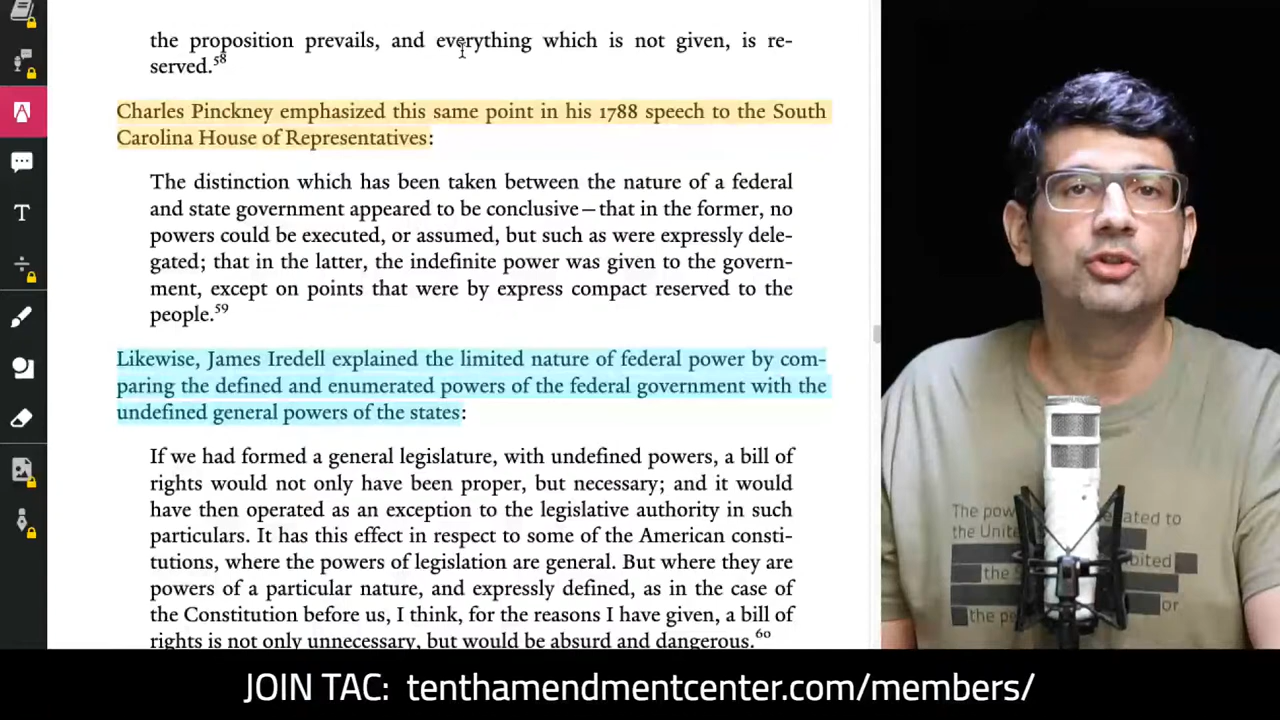 the proposition prevails, and everything which is not given, is re-
served.58
Charles Pinckney emphasized this same point in his 1788 speech to the South
Carolina House of Representatives:
The distinction which has been taken between the nature of a federal
and state government appeared to be conclusive—that in the former, no
powers could be executed, or assumed, but such as were expressly dele-
gated; that in the latter, the indefinite power was given to the govern-
ment, except on points that were by express compact reserved to the
people.59
Likewise, James Iredell explained the limited nature of federal power by com-
paring the defined and enumerated powers of the federal government with the
undefined general powers of the states:
If we had formed a general legislature, with undefined powers, a bill of
rights would not only have been proper, but necessary; and it would
have then operated as an exception to the legislative authority in such
particulars. It has this effect in respect to some of the American consti-
tutions, where the powers of legislation are general. But where they are
powers of a particular nature, and expressly defined, as in the case of
the Constitution before us, I think, for the reasons I have given, a bill of
rights is not only unnecessary, but would be absurd and dangerous.60
The ated to
the the
or
the
JOIN TAC: tenthamendmentcenter.com/members/